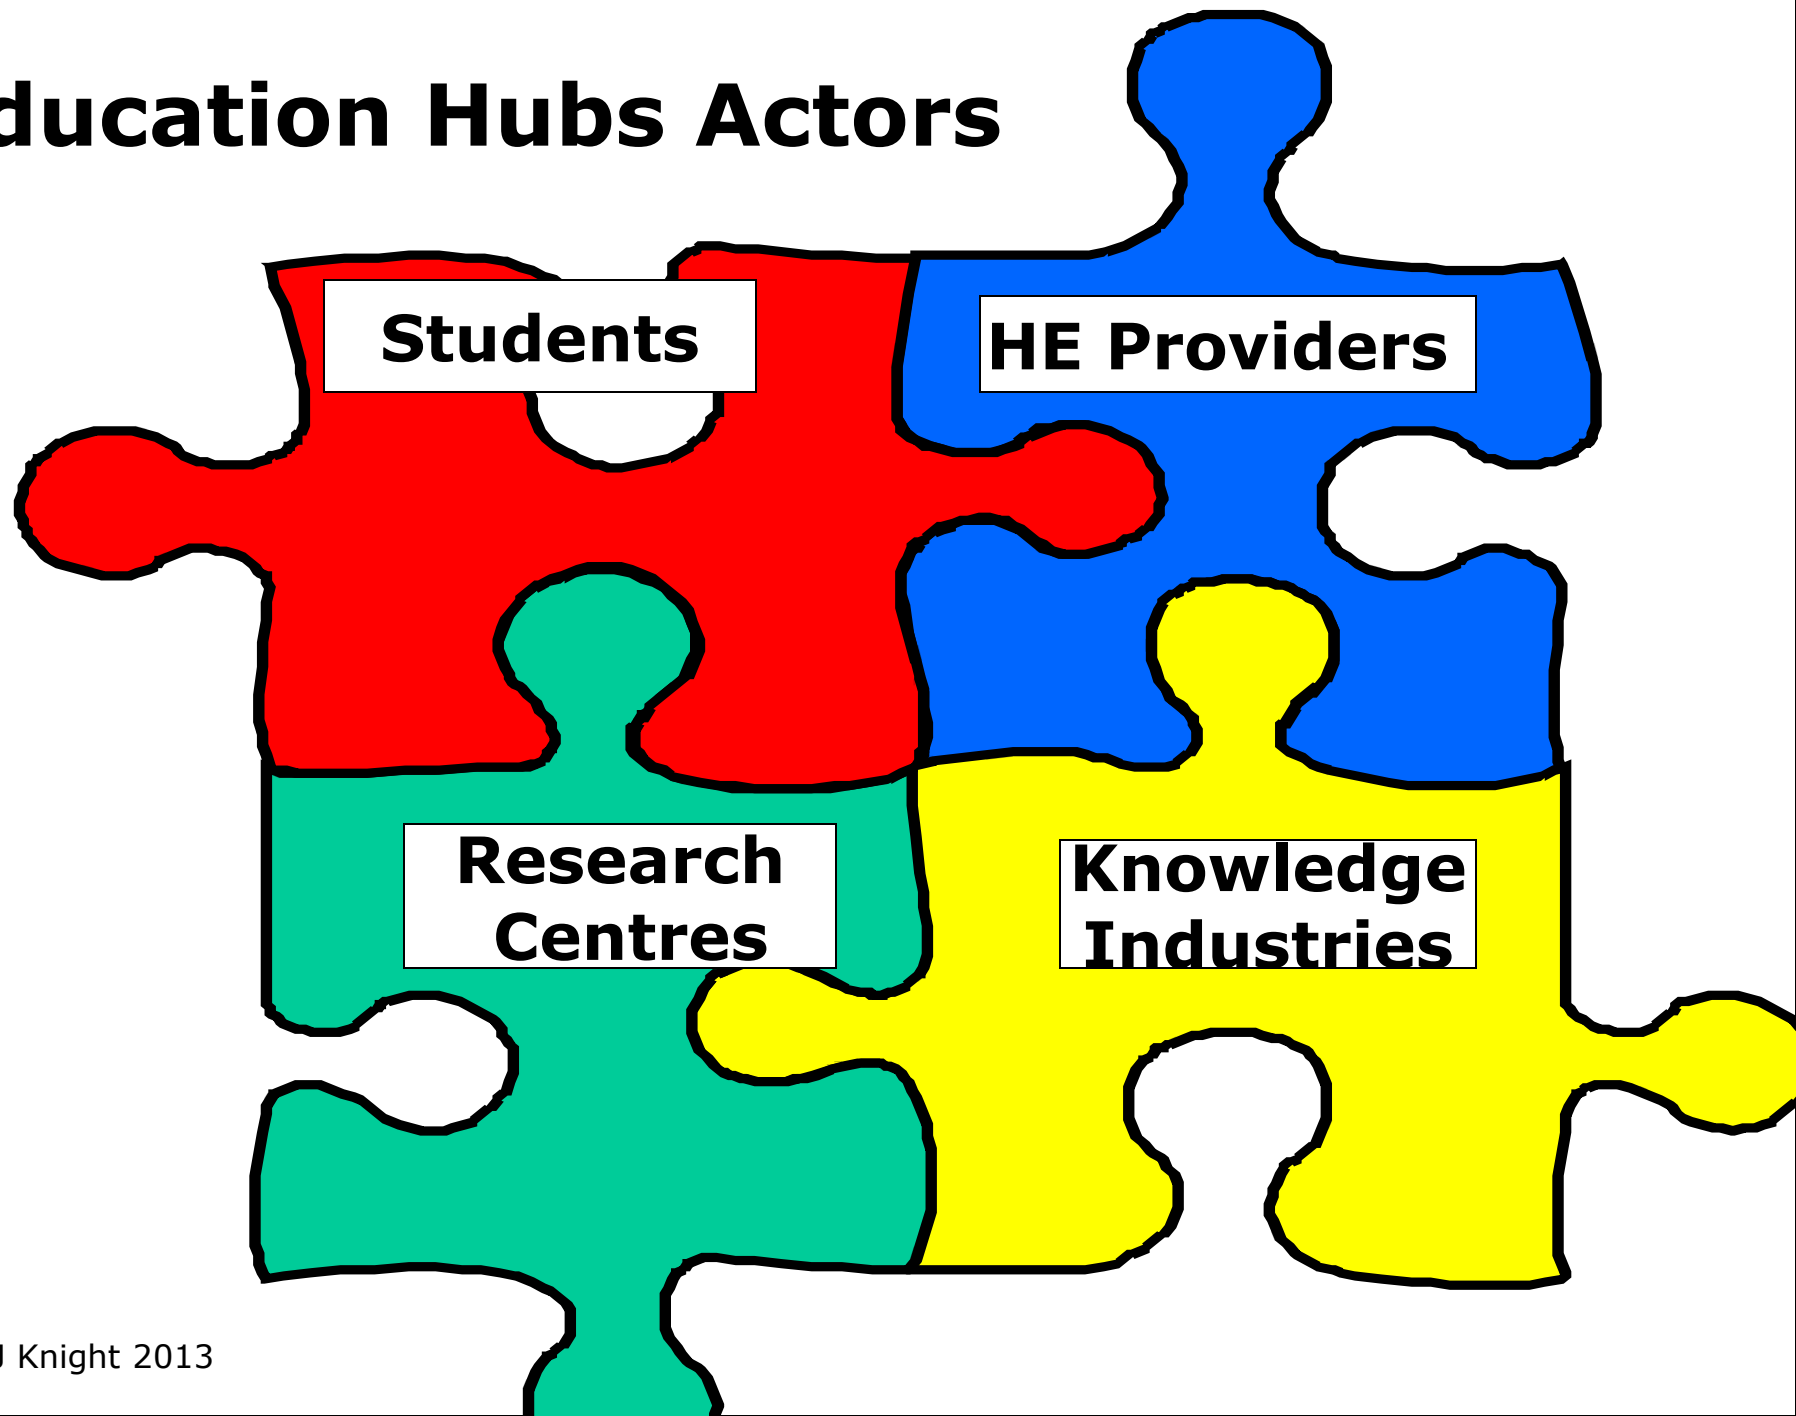 ducation Hubs Actors
Students
HE Providers
Research
Centres
Knowledge
Industries
J Knight 2013